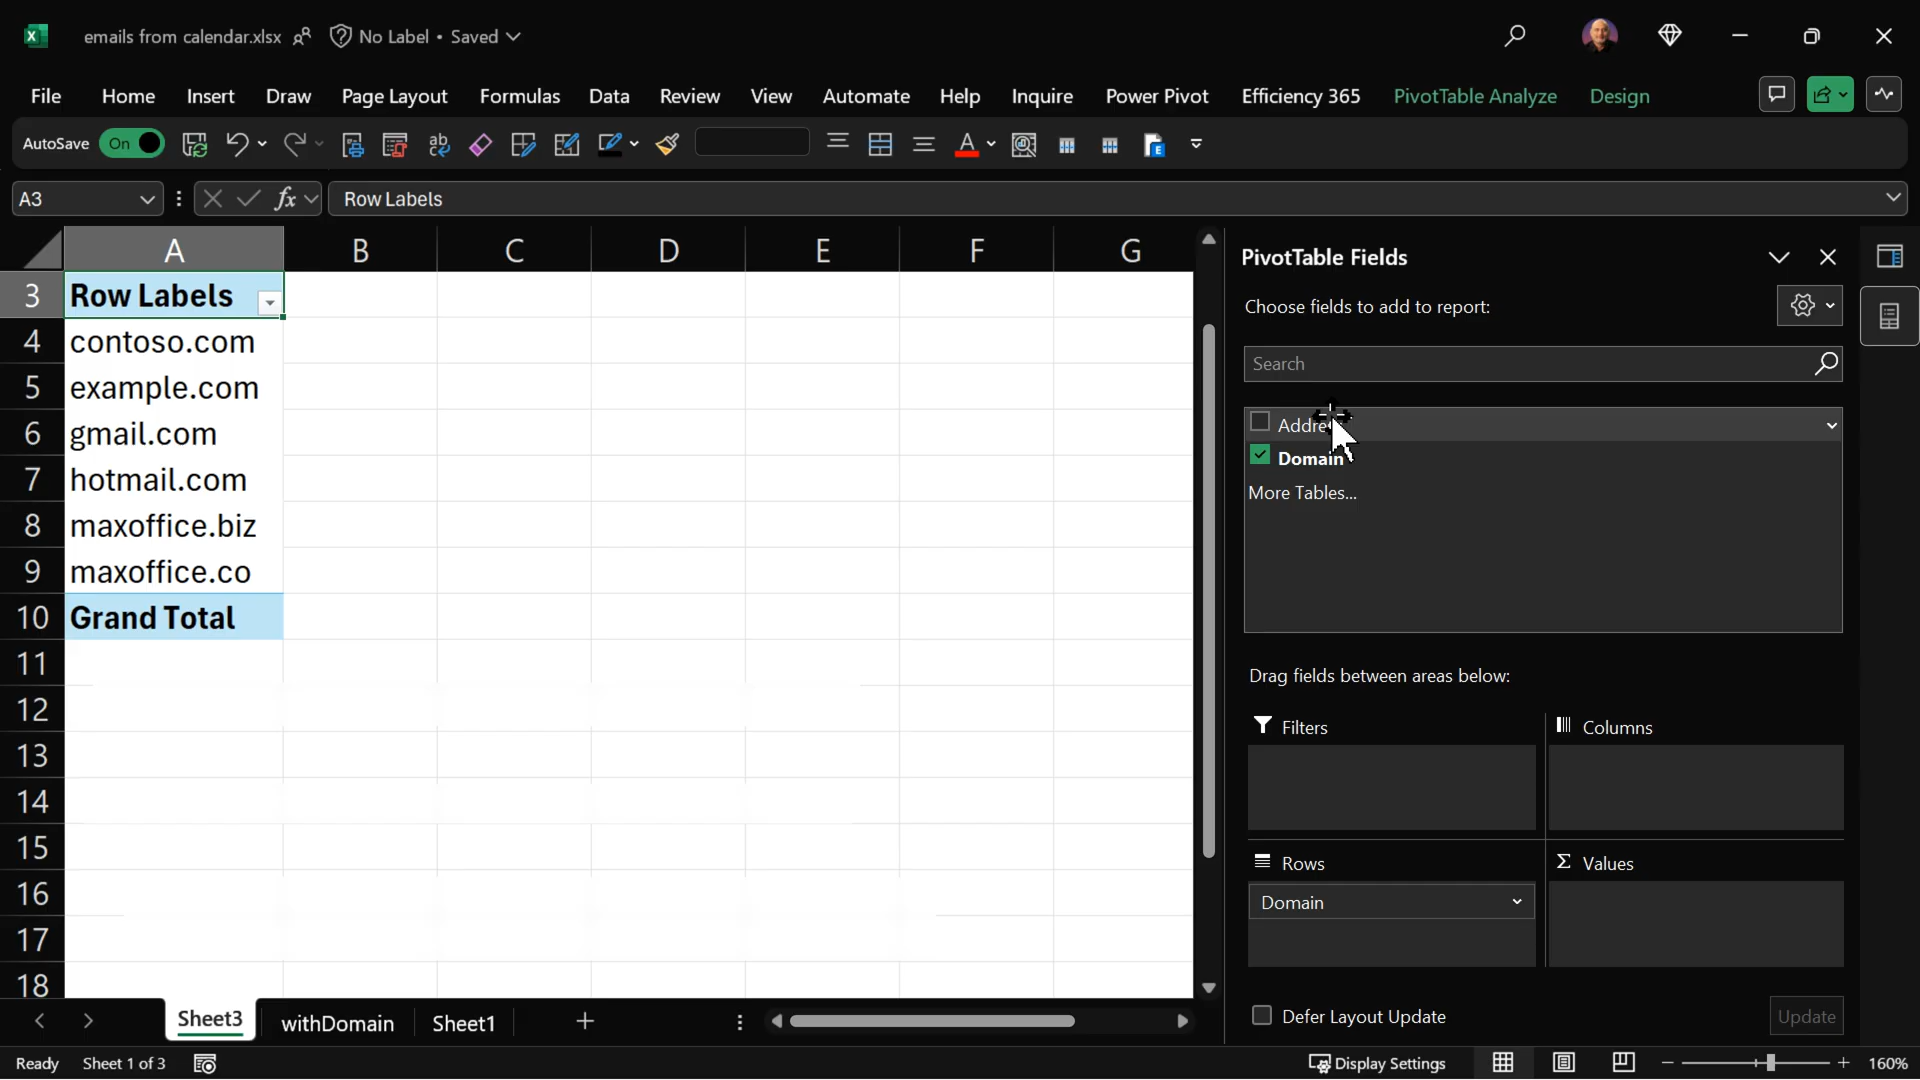 emails from calendar.xlsx
No Label • Saved
File Home Insert Draw Page Layout Formulas Data Review View Automate Help Inquire Power Pivot Efficiency 365 PivotTable Analyze Design
AutoSave On
A3
fx
Row Labels
A B C D E F G
3 Row Labels
4 contoso.com
5 example.com
6 gmail.com
7 hotmail.com
8 maxoffice.biz
9 maxoffice.co
10 Grand Total
11
12
13
14
15
16
17
18
PivotTable Fields
Choose fields to add to report:
Search
Domain
More Tables...
Drag fields between areas below:
Filters
Columns
Rows
Σ Values
Domain
Defer Layout Update
Update
Sheet3 withDomain Sheet1
Ready Sheet 1 of 3
Display Settings
160%